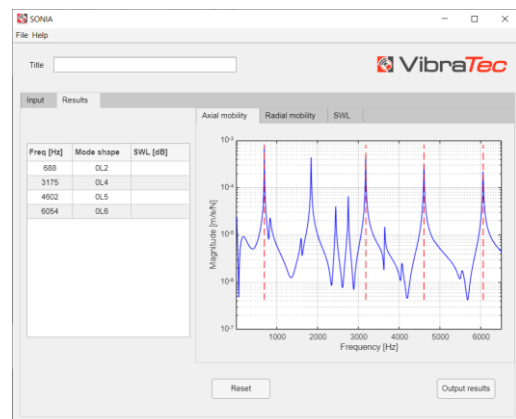 SONIA
File Help
Title
VibraTec
Input Results
Axial mobility Radial mobility SWL
Freq [Hz] Mode shape SWL [dB]
688 0L2
3175 0L4
4602 0L5
6054 0L6
Magnitude [m/s/N]
10-3
10-4
10-5
10-6
10-7
1000 2000 3000 4000 5000 6000
Frequency [Hz]
Reset Output results